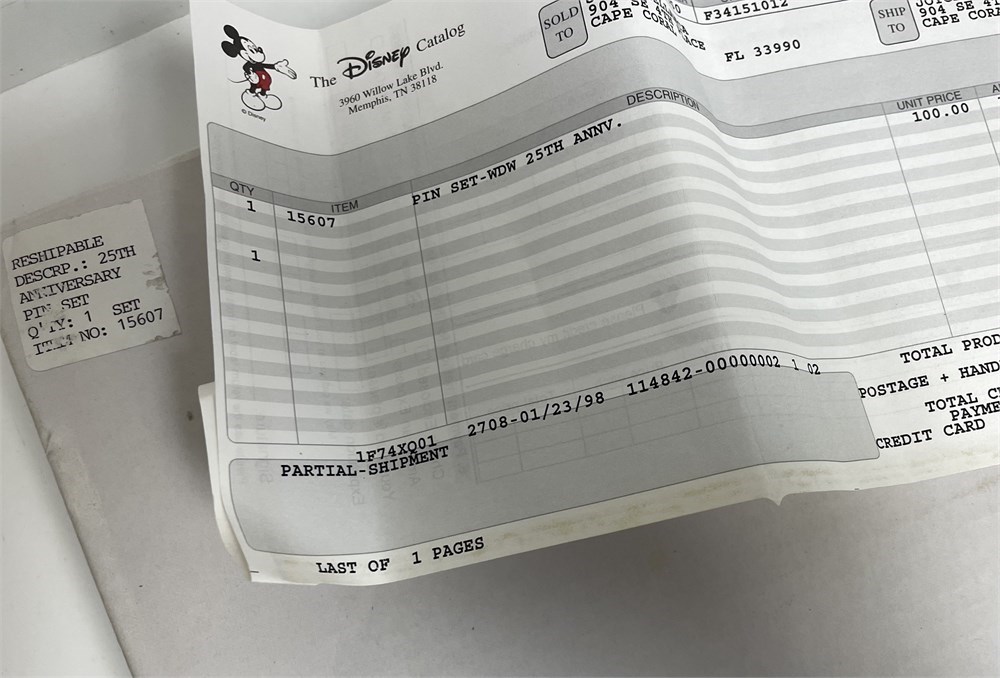 The Disney Catalog
3960 Willow Lake Blvd.
Memphis, TN 38118
© Disney
SOLD TO
904 SE
CAPE CORAL
FL 33990
F34151012
SHIP TO
904 SE
CAPE CORAL
QTY ITEM DESCRIPTION UNIT PRICE
1 15607 PIN SET-WDW 25TH ANNV. 100.00
1
TOTAL PROD
POSTAGE + HAND
TOTAL
PAYME
CREDIT CARD
1F74XQ01 2708-01/23/98 114842-00000002 1 02
PARTIAL-SHIPMENT
LAST OF 1 PAGES
RESHIPABLE
DESCRP.: 25TH
ANNIVERSARY
PIN SET
QTY: 1 SET
ITEM NO: 15607